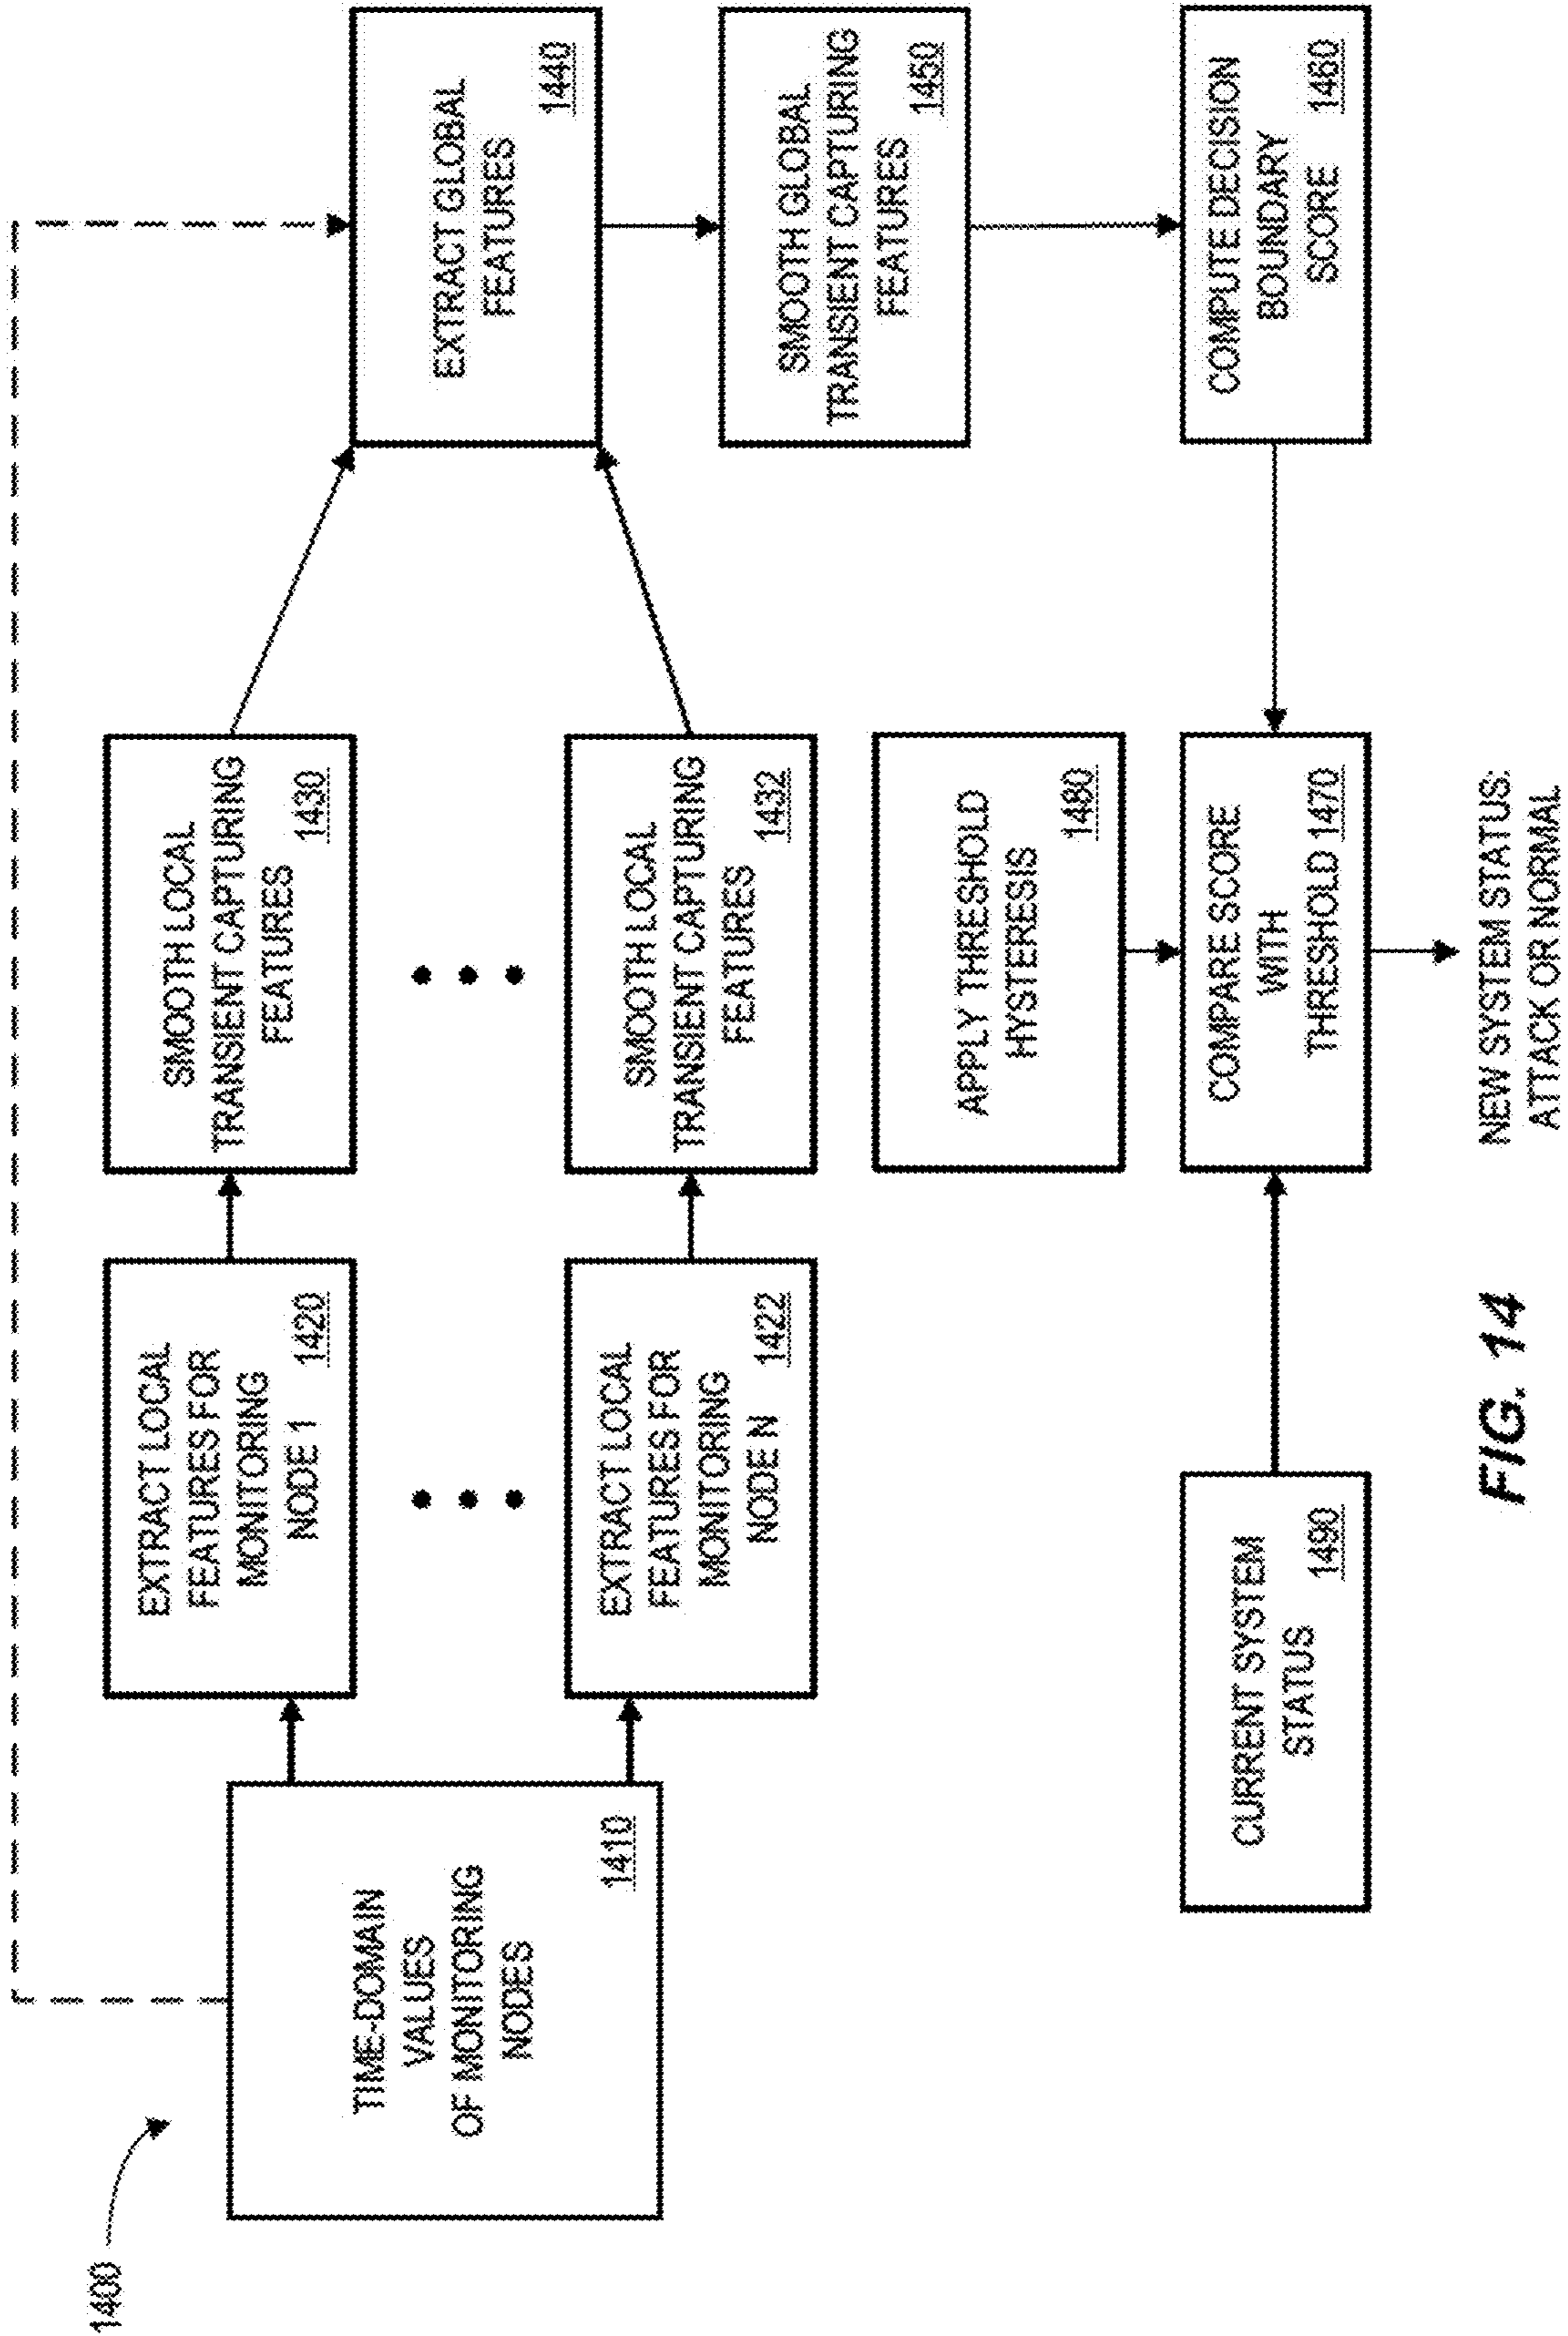 1400
TIME-DOMAIN
VALUES
OF MONITORING
NODES
1410
EXTRACT LOCAL
FEATURES FOR
MONITORING
NODE 1
1420
EXTRACT LOCAL
FEATURES FOR
MONITORING
NODE N
1422
SMOOTH LOCAL
TRANSIENT CAPTURING
FEATURES
1430
SMOOTH LOCAL
TRANSIENT CAPTURING
FEATURES
1432
EXTRACT GLOBAL
FEATURES
1440
SMOOTH GLOBAL
TRANSIENT CAPTURING
FEATURES
1450
COMPUTE DECISION
BOUNDARY
SCORE 1460
APPLY THRESHOLD
HYSTERESIS
1480
COMPARE SCORE
WITH
THRESHOLD 1470
CURRENT SYSTEM
STATUS
1490
NEW SYSTEM STATUS:
ATTACK OR NORMAL
FIG. 14